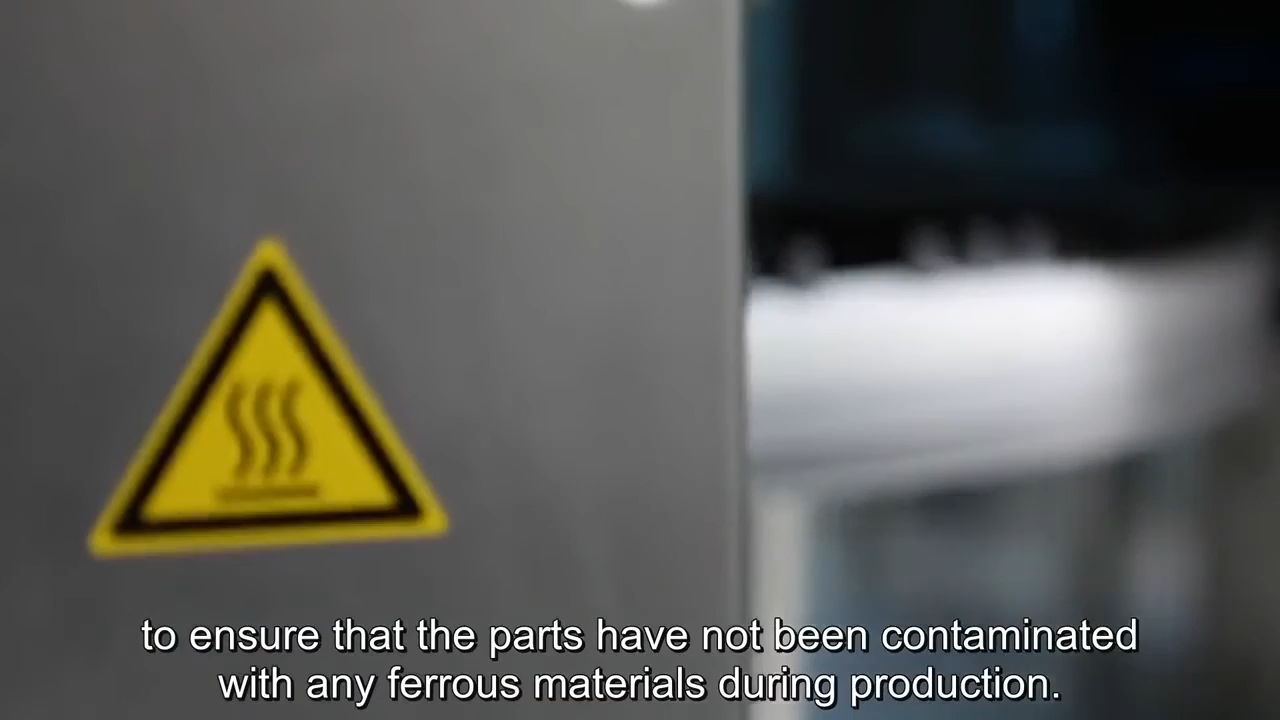 to ensure that the parts have not been contaminated
with any ferrous materials during production.